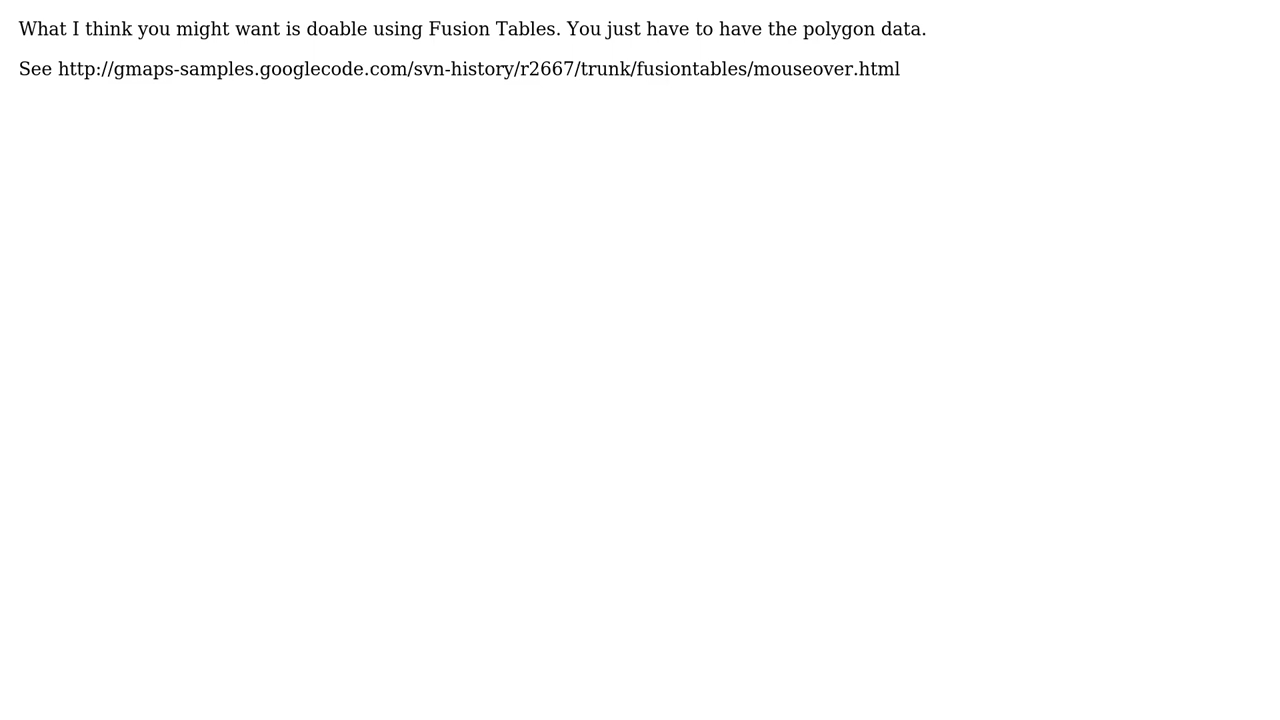 What I think you might want is doable using Fusion Tables. You just have to have the polygon data.
See http://gmaps-samples.googlecode.com/svn-history/r2667/trunk/fusiontables/mouseover.html